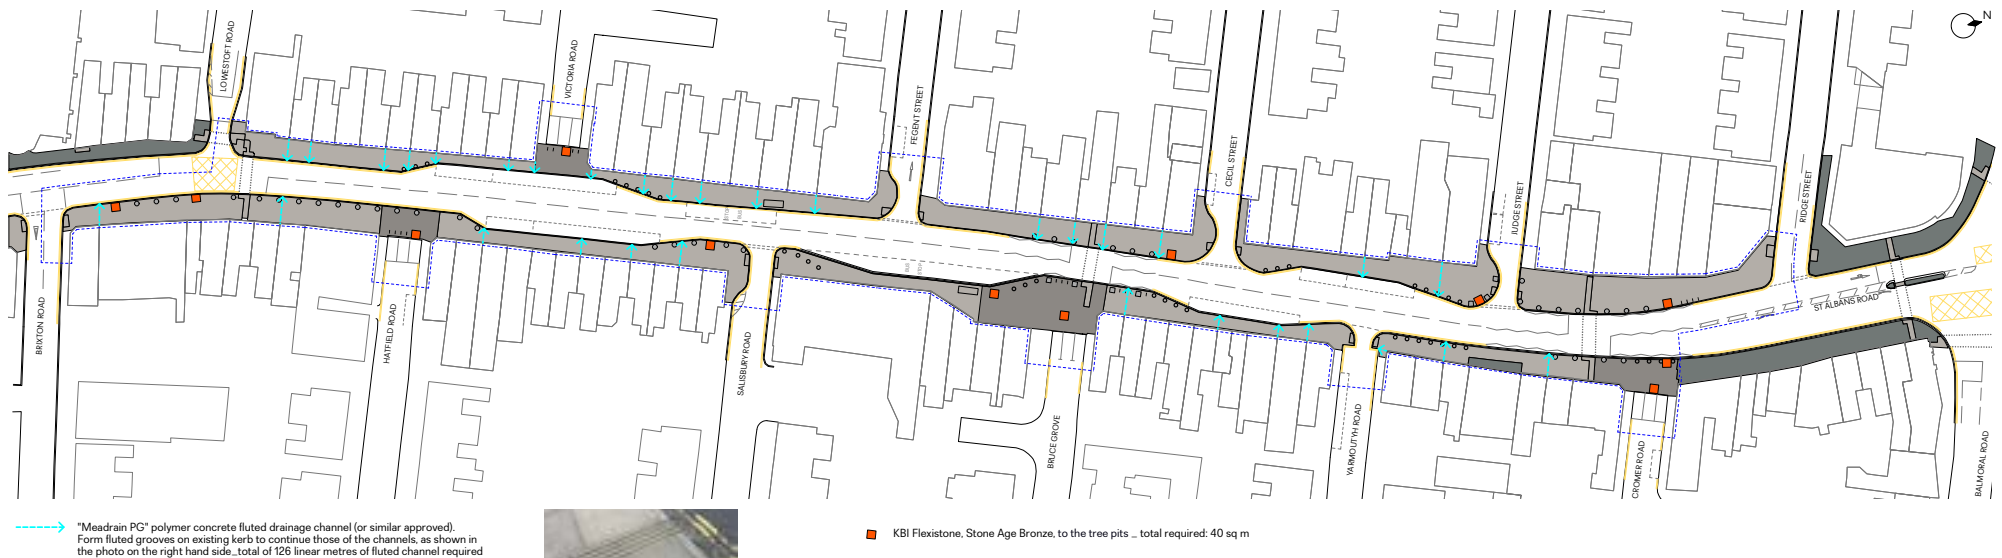 N
LOWESTOFT ROAD
VICTORIA ROAD
FEGENT STREET
CECIL STREET
JUDGE STREET
RIDGE STREET
ST ALBANS ROAD
BRIXTON ROAD
HATFIELD ROAD
SALISBURY ROAD
BRUCE GROVE
YARMOUTYH ROAD
CROMER ROAD
BALMORAL ROAD
"Meadrain PG" polymer concrete fluted drainage channel (or similar approved).
Form fluted grooves on existing kerb to continue those of the channels, as shown in
the photo on the right hand side_total of 126 linear metres of fluted channel required
KBI Flexistone, Stone Age Bronze, to the tree pits _ total required: 40 sq m